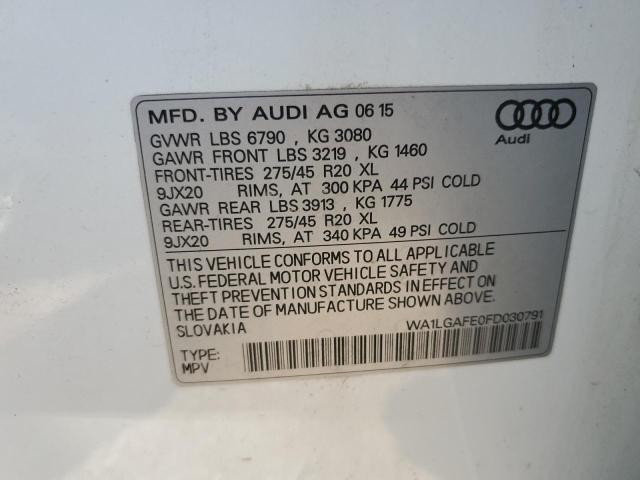 MFD. BY AUDI AG 06 15
GVWR LBS 6790 , KG 3080
GAWR FRONT LBS 3219 , KG 1460
FRONT-TIRES 275/45 R20 XL
9JX20 RIMS, AT 300 KPA 44 PSI COLD
GAWR REAR LBS 3913 , KG 1775
REAR-TIRES 275/45 R20 XL
9JX20 RIMS, AT 340 KPA 49 PSI COLD
Audi
THIS VEHICLE CONFORMS TO ALL APPLICABLE
U.S. FEDERAL MOTOR VEHICLE SAFETY AND
THEFT PREVENTION STANDARDS IN EFFECT ON
THE DATE OF MANUFACTURE SHOWN ABOVE.
SLOVAKIA
WA1LGAFE0FD030791
TYPE:
MPV